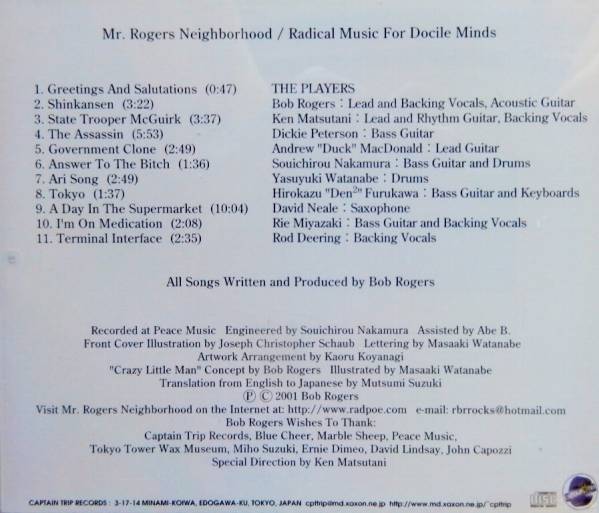 Mr. Rogers Neighborhood / Radical Music For Docile Minds
1. Greetings And Salutations (0:47)
2. Shinkansen (3:22)
3. State Trooper McGuirk (3:37)
4. The Assassin (5:53)
5. Government Clone (2:49)
6. Answer To The Bitch (1:36)
7. Ari Song (2:49)
8. Tokyo (1:37)
9. A Day In The Supermarket (10:04)
10. I'm On Medication (2:08)
11. Terminal Interface (2:35)
THE PLAYERS
Bob Rogers : Lead and Backing Vocals, Acoustic Guitar
Ken Matsutani : Lead and Rhythm Guitar, Backing Vocals
Dickie Peterson : Bass Guitar
Andrew "Duck" MacDonald : Lead Guitar
Souichirou Nakamura : Bass Guitar and Drums
Yasuyuki Watanabe : Drums
Hirokazu "Den²" Furukawa : Bass Guitar and Keyboards
David Neale : Saxophone
Rie Miyazaki : Bass Guitar and Backing Vocals
Rod Deering : Backing Vocals
All Songs Written and Produced by Bob Rogers
Recorded at Peace Music Engineered by Souichirou Nakamura Assisted by Abe B.
Front Cover Illustration by Joseph Christopher Schaub Lettering by Masaaki Watanabe
Artwork Arrangement by Kaoru Koyanagi
"Crazy Little Man" Concept by Bob Rogers Illustrated by Masaaki Watanabe
Translation from English to Japanese by Mutsumi Suzuki
Ⓟ Ⓒ 2001 Bob Rogers
Visit Mr. Rogers Neighborhood on the Internet at: http://www.radpoe.com e-mail: rbrrocks@hotmail.com
Bob Rogers Wishes To Thank:
Captain Trip Records, Blue Cheer, Marble Sheep, Peace Music,
Tokyo Tower Wax Museum, Miho Suzuki, Ernie Dimeo, David Lindsay, John Capozzi
Special Direction by Ken Matsutani
CAPTAIN TRIP RECORDS : 3-17-14 MINAMI-KOIWA, EDOGAWA-KU, TOKYO, JAPAN cpttrip@md.xaxon.ne.jp http://www.md.xaxon.ne.jp/~cpttrip